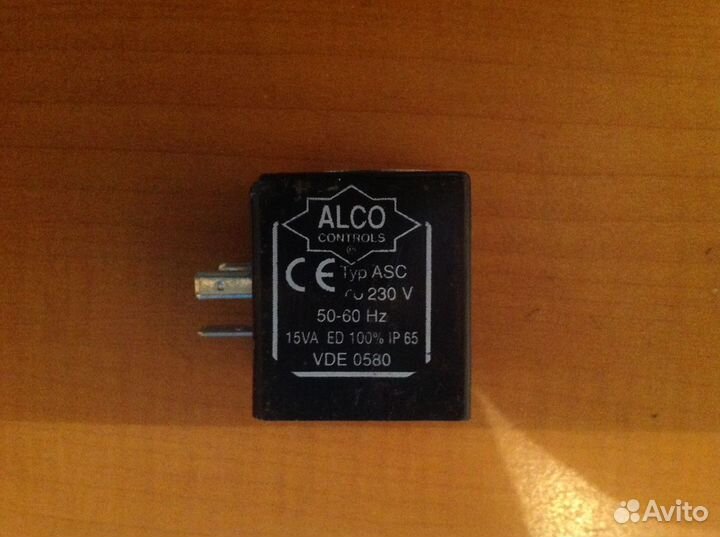 ALCO
CONTROLS
®
CE Typ ASC
230 V
50-60 Hz
15VA ED 100% IP 65
VDE 0580
Avito